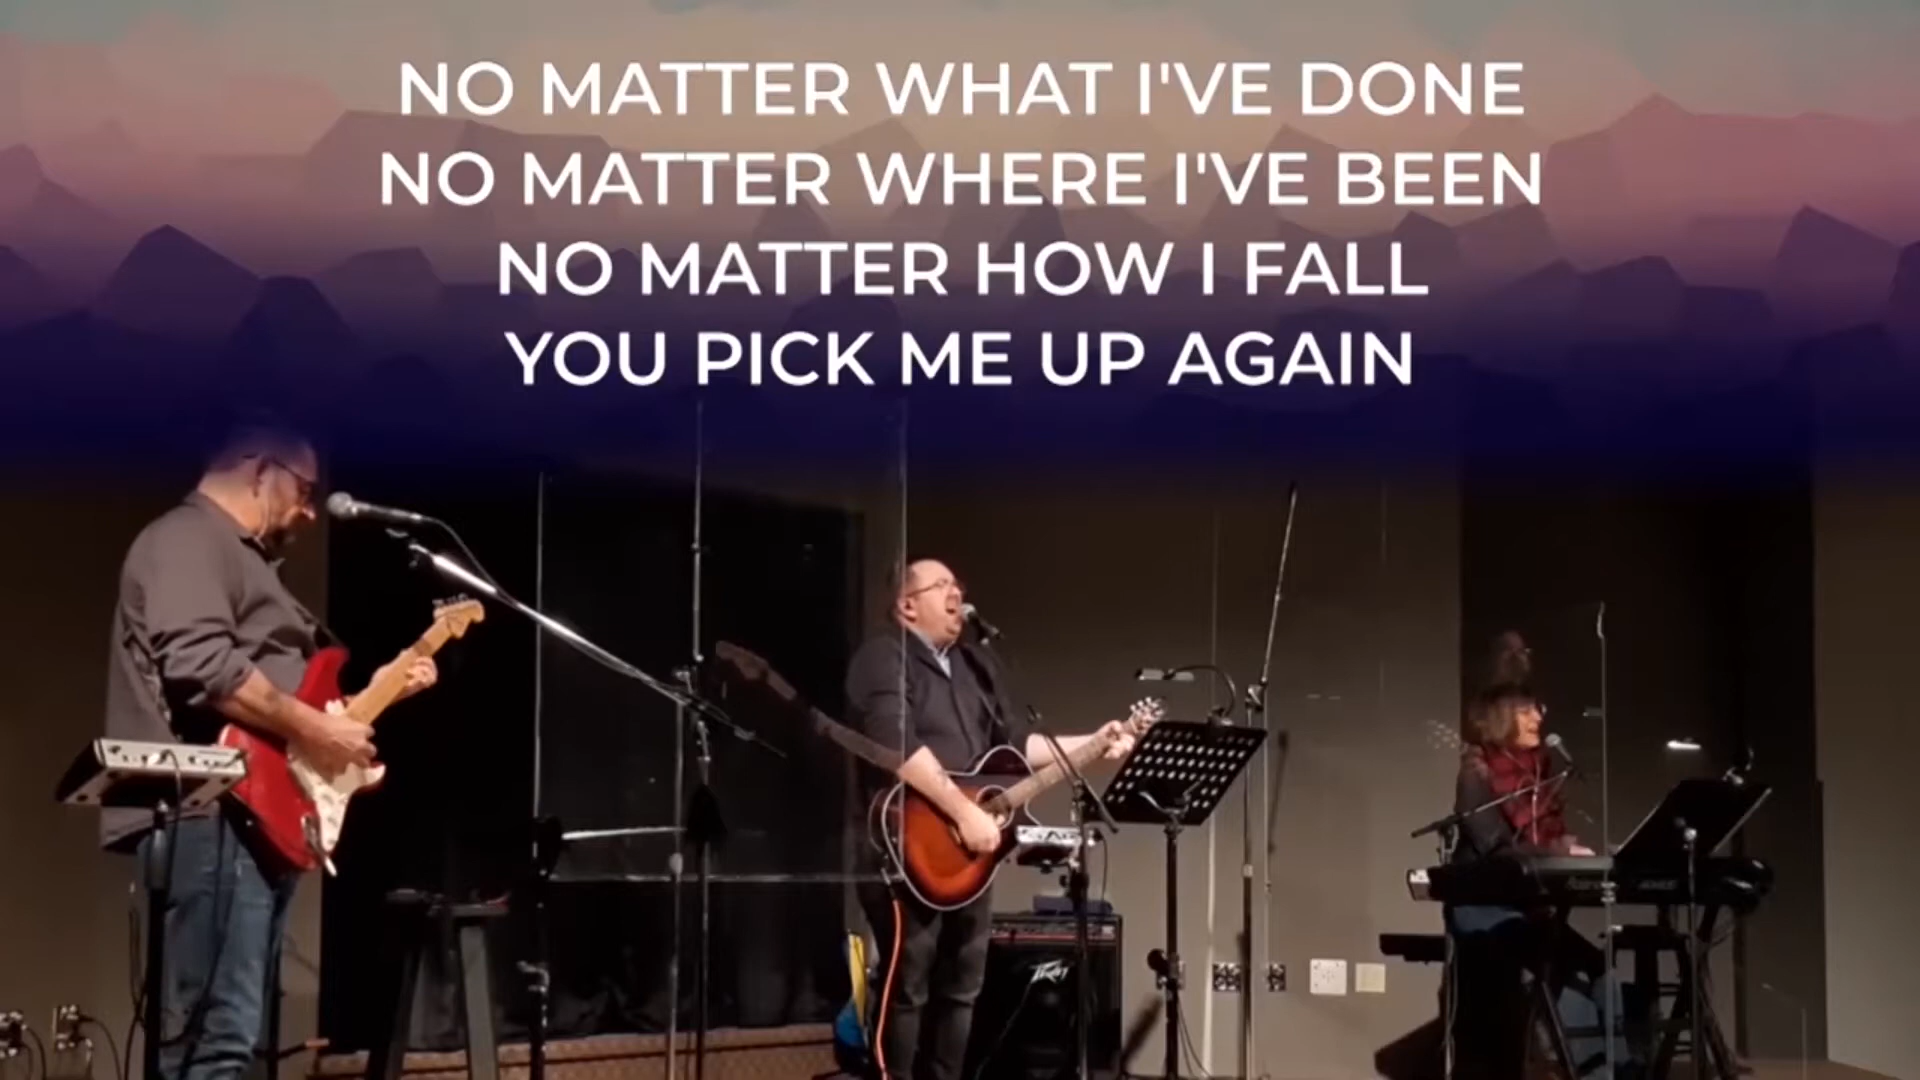 NO MATTER WHAT I'VE DONE
NO MATTER WHERE I'VE BEEN
NO MATTER HOW I FALL
YOU PICK ME UP AGAIN
PEAVEY